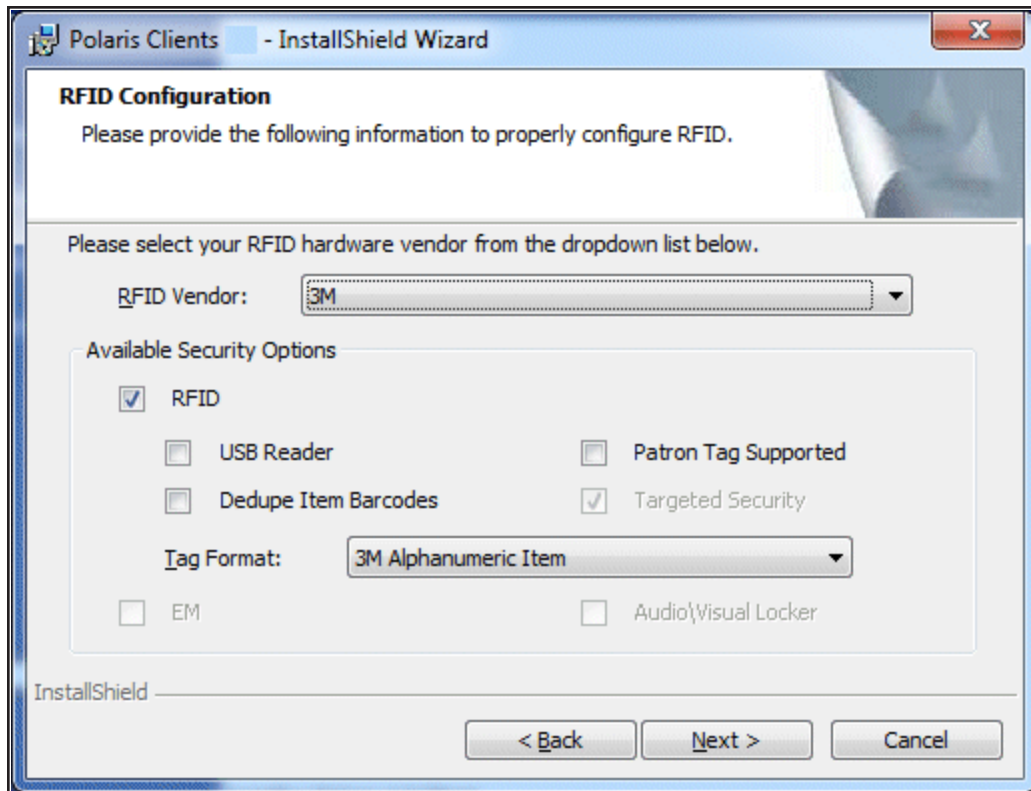 Polaris Clients - InstallShield Wizard
RFID Configuration
Please provide the following information to properly configure RFID.
Please select your RFID hardware vendor from the dropdown list below.
RFID Vendor: 3M
Available Security Options
RFID
USB Reader Patron Tag Supported
Dedupe Item Barcodes Targeted Security
Tag Format: 3M Alphanumeric Item
EM Audio\Visual Locker
InstallShield
< Back Next > Cancel